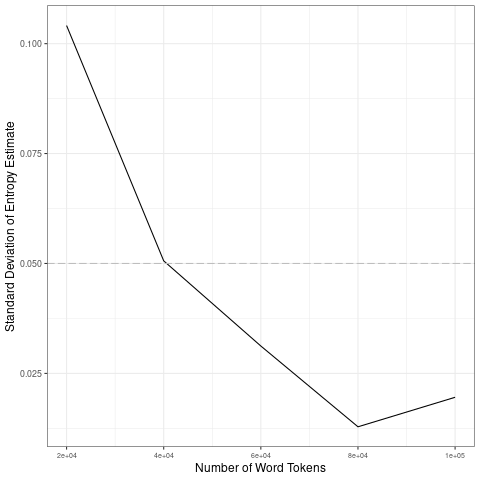 Standard Deviation of Entropy Estimate
0.100
0.075
0.050
0.025
2e+04 4e+04 6e+04 8e+04 1e+05
Number of Word Tokens